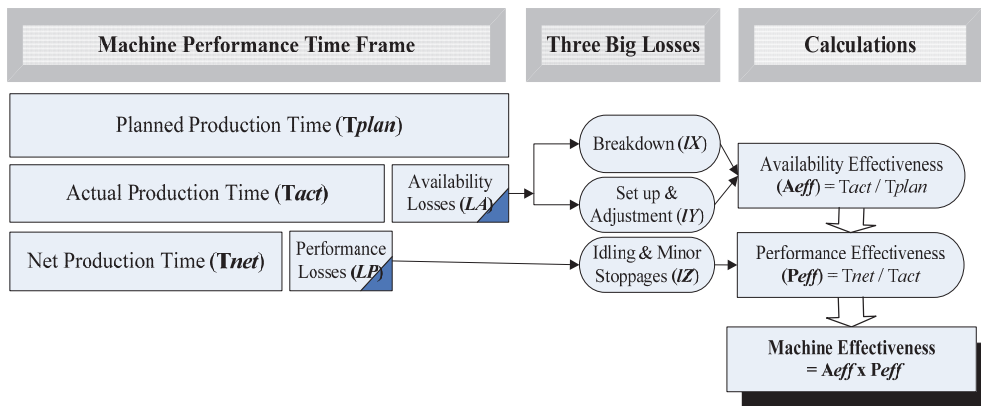 Machine Performance Time Frame
Three Big Losses
Calculations
Planned Production Time (Tplan)
Actual Production Time (Tact)
Availability
Losses (LA)
Net Production Time (Tnet)
Performance
Losses (LP)
Breakdown (lX)
Set up &
Adjustment (lY)
Idling & Minor
Stoppages (lZ)
Availability Effectiveness
(Aeff) = Tact / Tplan
Performance Effectiveness
(Peff) = Tnet / Tact
Machine Effectiveness
= Aeff x Peff